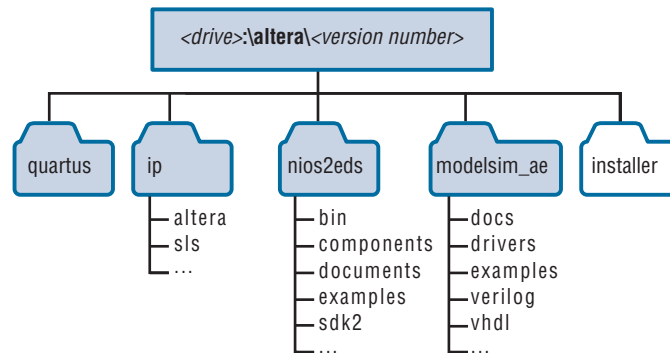 <drive>:\altera\<version number>
quartus
ip
nios2eds
modelsim_ae
installer
altera
sls
...
bin
components
documents
examples
sdk2
...
docs
drivers
examples
verilog
vhdl
...